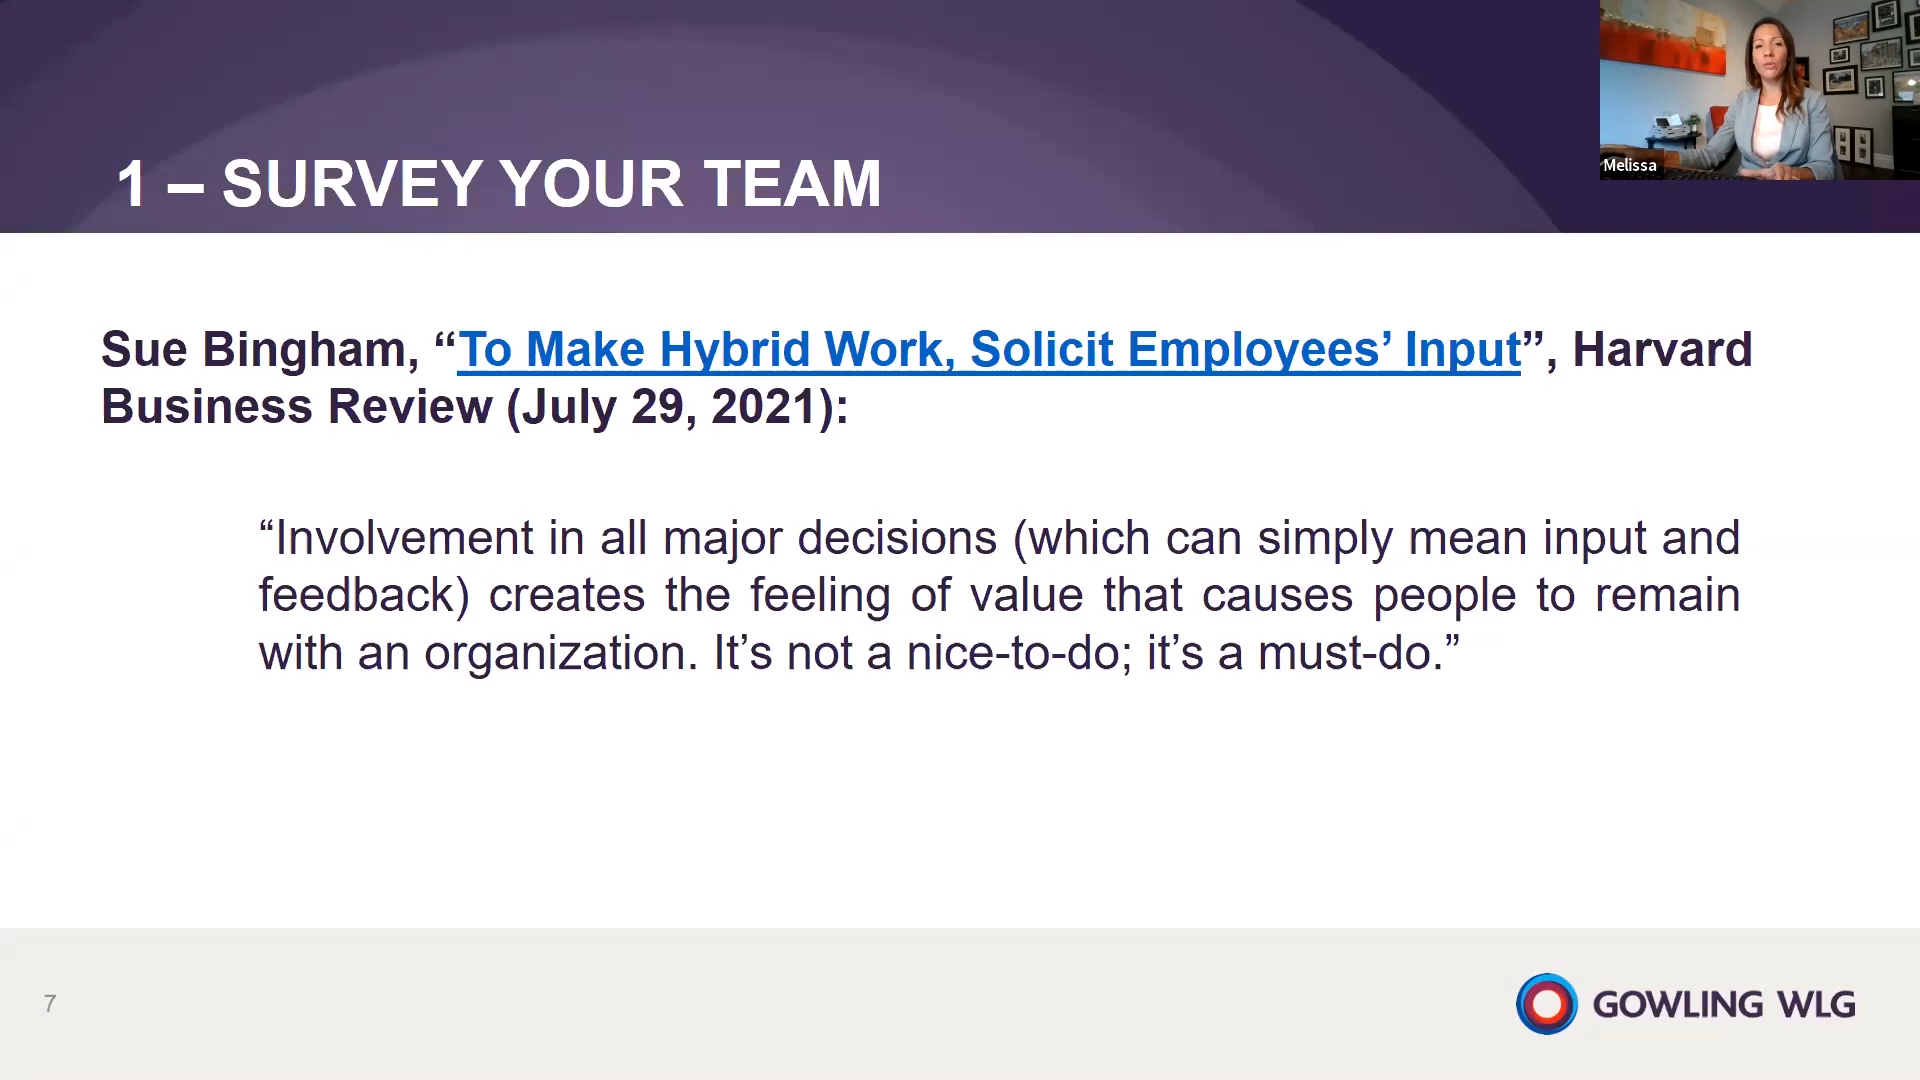 Melissa
1 – SURVEY YOUR TEAM
Sue Bingham, “To Make Hybrid Work, Solicit Employees’ Input”, Harvard
Business Review (July 29, 2021):
“Involvement in all major decisions (which can simply mean input and
feedback) creates the feeling of value that causes people to remain
with an organization. It’s not a nice-to-do; it’s a must-do.”
7
GOWLING WLG